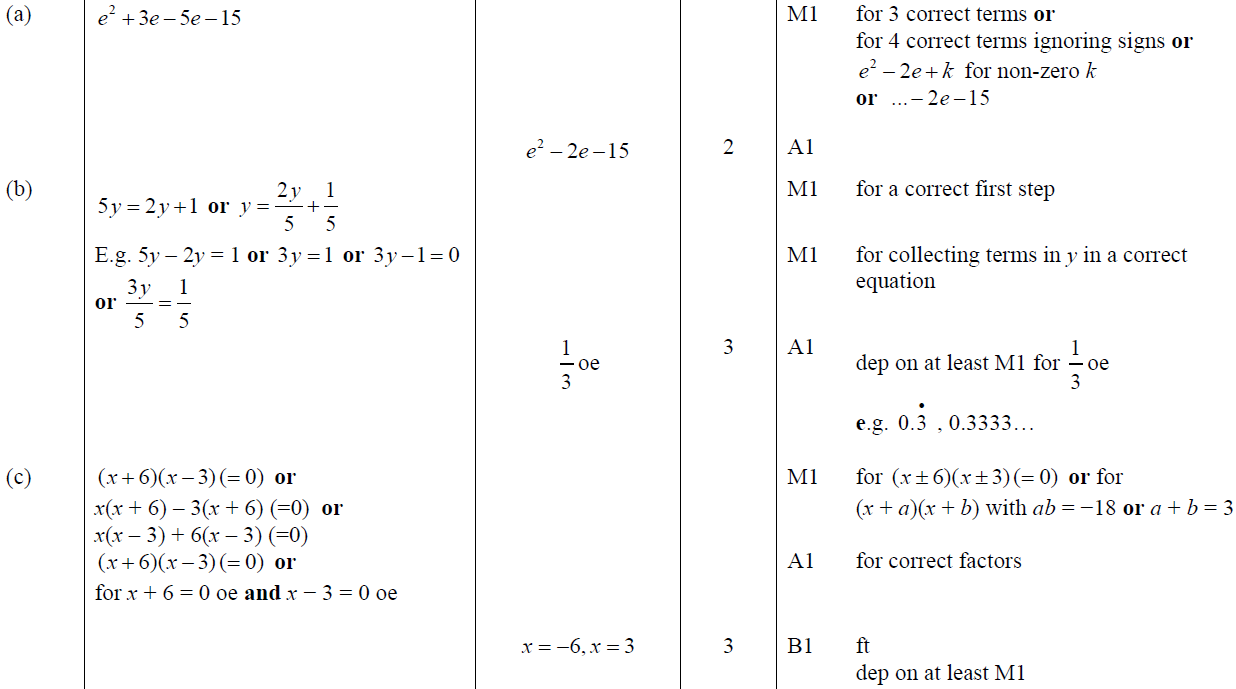 (a) e² + 3e – 5e – 15 M1 for 3 correct terms or
for 4 correct terms ignoring signs or
e² – 2e + k for non-zero k
or ...– 2e – 15
e² – 2e – 15 2 A1
(b) 5y = 2y + 1 or y = 2y/5 + 1/5 M1 for a correct first step
E.g. 5y – 2y = 1 or 3y = 1 or 3y – 1 = 0 M1 for collecting terms in y in a correct
equation
or 3y/5 = 1/5
1/3 oe 3 A1 dep on at least M1 for 1/3 oe
e.g. 0.3̇ , 0.3333…
(c) (x + 6)(x – 3)(= 0) or M1 for (x ± 6)(x ± 3)(= 0) or for
x(x + 6) – 3(x + 6) (=0) or (x + a)(x + b) with ab = −18 or a + b = 3
x(x – 3) + 6(x – 3) (=0)
(x + 6)(x – 3)(= 0) or A1 for correct factors
for x + 6 = 0 oe and x − 3 = 0 oe
x = –6, x = 3 3 B1 ft
dep on at least M1